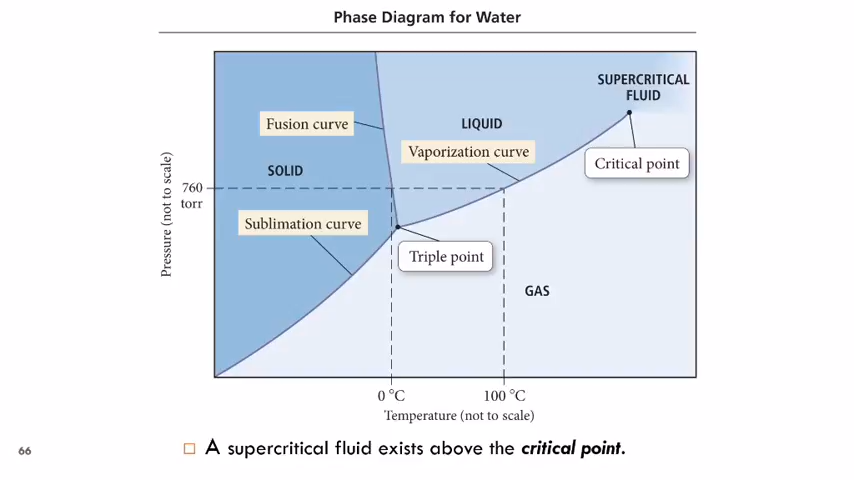 Phase Diagram for Water
SUPERCRITICAL
FLUID
Fusion curve
LIQUID
Vaporization curve
Critical point
SOLID
760
torr
Sublimation curve
Triple point
GAS
Pressure (not to scale)
0 °C
100 °C
Temperature (not to scale)
A supercritical fluid exists above the critical point.
66